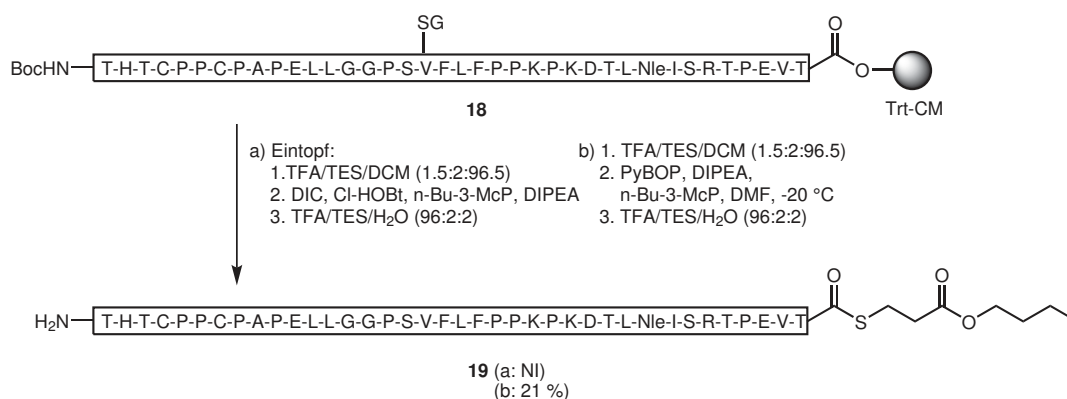 SG
O
BocHN
T-H-T-C-P-P-C-P-A-P-E-L-L-G-G-P-S-V-F-L-F-P-P-K-P-K-D-T-L-Nle-I-S-R-T-P-E-V-T
O
18
Trt-CM
a) Eintopf:
1.TFA/TES/DCM (1.5:2:96.5)
2. DIC, Cl-HOBt, n-Bu-3-McP, DIPEA
3. TFA/TES/H₂O (96:2:2)
b) 1. TFA/TES/DCM (1.5:2:96.5)
2. PyBOP, DIPEA,
n-Bu-3-McP, DMF, -20 °C
3. TFA/TES/H₂O (96:2:2)
O
O
H₂N
T-H-T-C-P-P-C-P-A-P-E-L-L-G-G-P-S-V-F-L-F-P-P-K-P-K-D-T-L-Nle-I-S-R-T-P-E-V-T
S
O
19 (a: NI)
(b: 21 %)